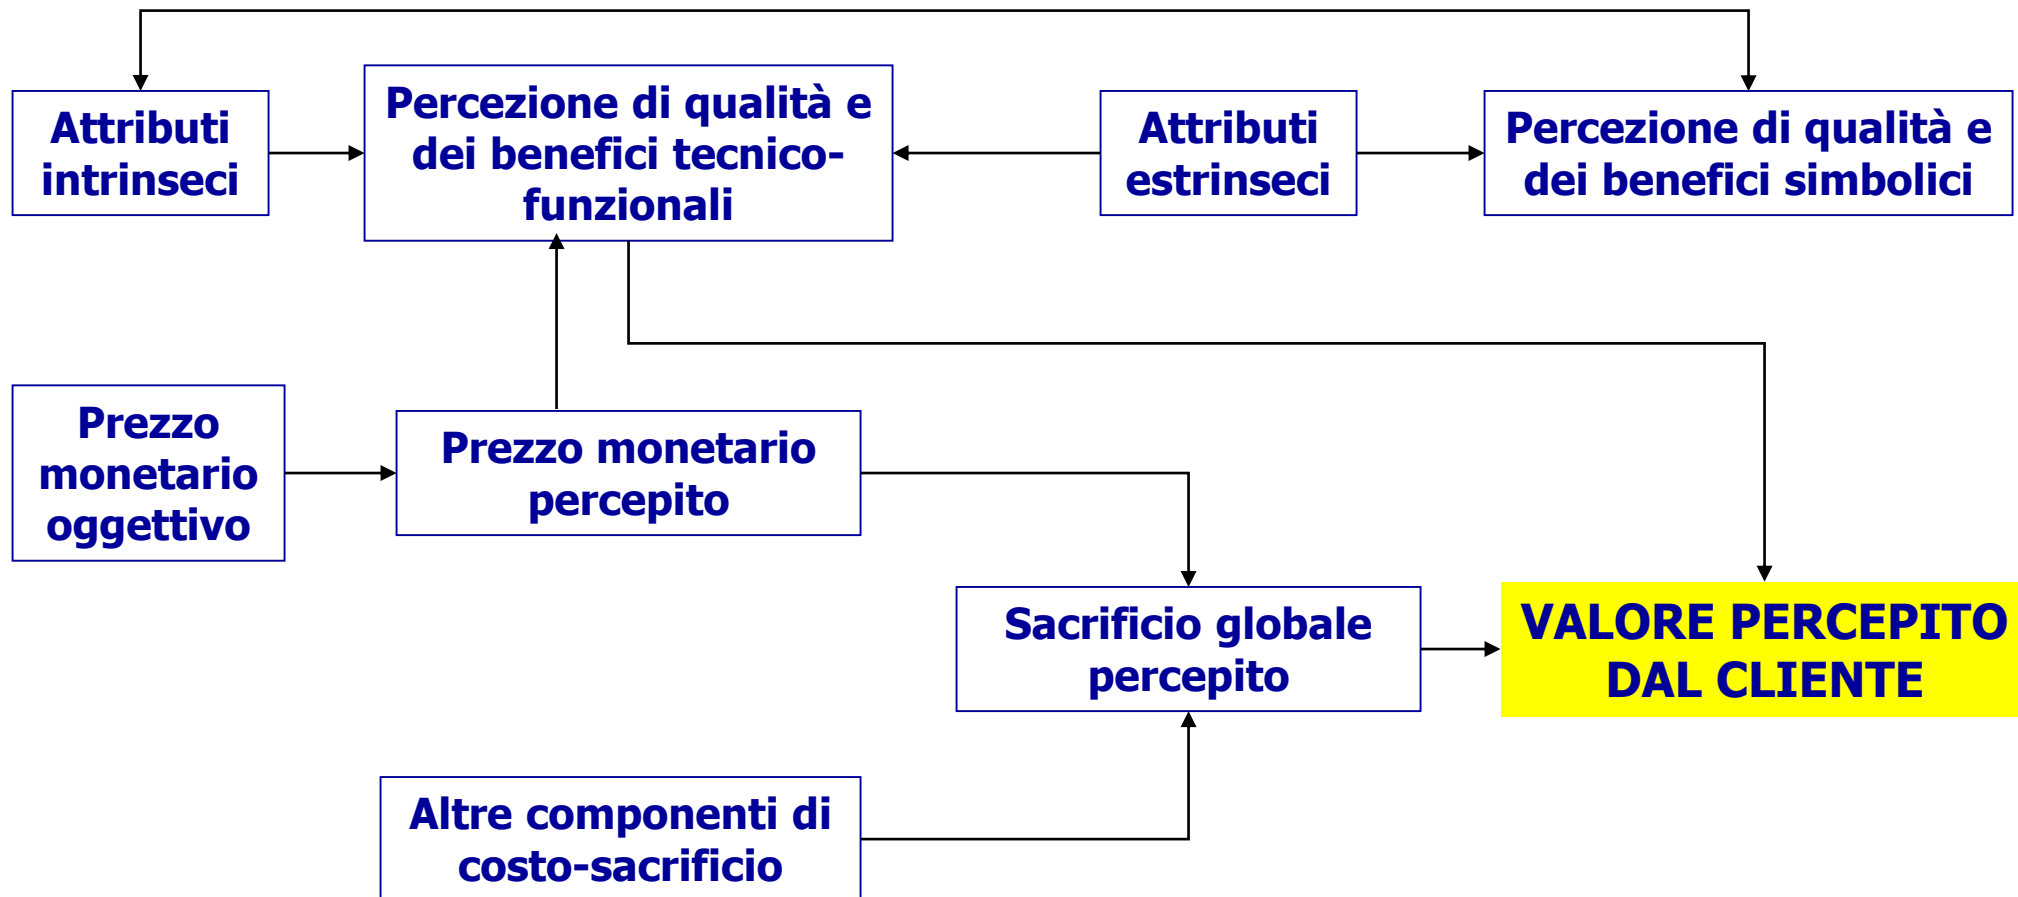 Attributi
intrinseci
Percezione di qualità e
dei benefici tecnico-
funzionali
Attributi
estrinseci
Percezione di qualità e
dei benefici simbolici
Prezzo
monetario
oggettivo
Prezzo monetario
percepito
Sacrificio globale
percepito
VALORE PERCEPITO
DAL CLIENTE
Altre componenti di
costo-sacrificio